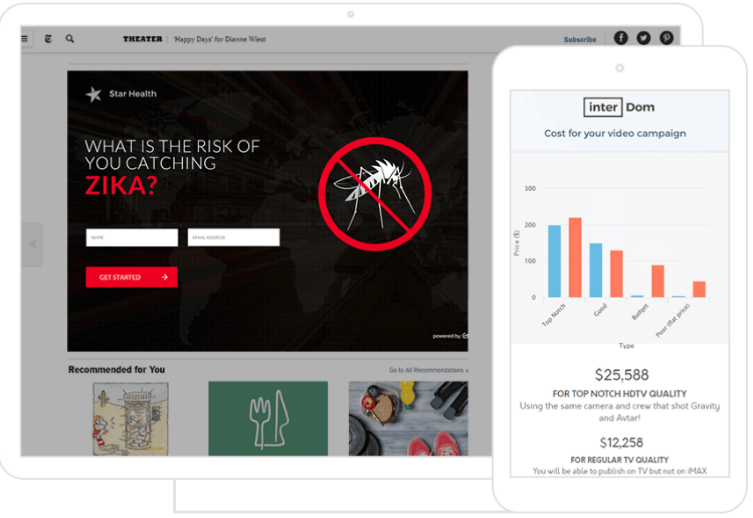 THEATER | 'Happy Days' for Dianne Wiest
Subscribe
Star Health
WHAT IS THE RISK OF
YOU CATCHING
ZIKA?
NAME
EMAIL ADDRESS
GET STARTED →
powered by
Recommended for You
Go to All Recommendations »
inter Dom
Cost for your video campaign
Price ($)
300
200
100
0
Top Notch
Good
Budget
Poor (flat price)
Type
$25,588
FOR TOP NOTCH HDTV QUALITY
Using the same camera and crew that shot Gravity
and Avtar!
$12,258
FOR REGULAR TV QUALITY
You will be able to publish on TV but not on iMAX